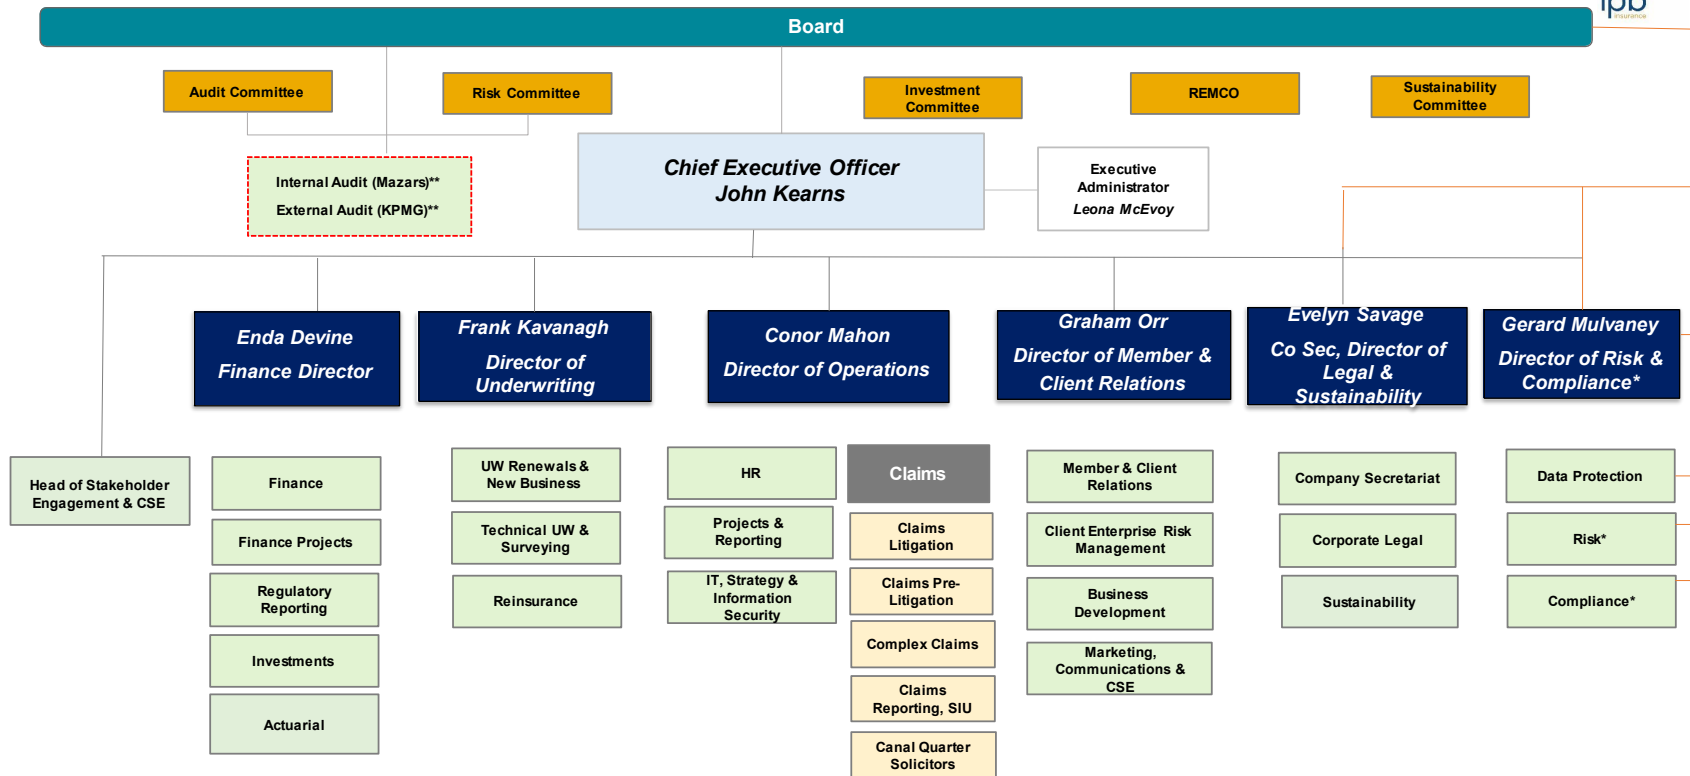 ipb
insurance
Board
Audit Committee
Risk Committee
Investment
Committee
REMCO
Sustainability
Committee
Internal Audit (Mazars)**
External Audit (KPMG)**
Chief Executive Officer
John Kearns
Executive
Administrator
Leona McEvoy
Enda Devine
Finance Director
Frank Kavanagh
Director of
Underwriting
Conor Mahon
Director of Operations
Graham Orr
Director of Member &
Client Relations
Evelyn Savage
Co Sec, Director of
Legal &
Sustainability
Gerard Mulvaney
Director of Risk &
Compliance*
Head of Stakeholder
Engagement & CSE
Finance
Finance Projects
Regulatory
Reporting
Investments
Actuarial
UW Renewals &
New Business
Technical UW &
Surveying
Reinsurance
HR
Projects &
Reporting
IT, Strategy &
Information
Security
Claims
Claims
Litigation
Claims Pre-
Litigation
Complex Claims
Claims
Reporting, SIU
Canal Quarter
Solicitors
Member & Client
Relations
Client Enterprise Risk
Management
Business
Development
Marketing,
Communications &
CSE
Company Secretariat
Corporate Legal
Sustainability
Data Protection
Risk*
Compliance*